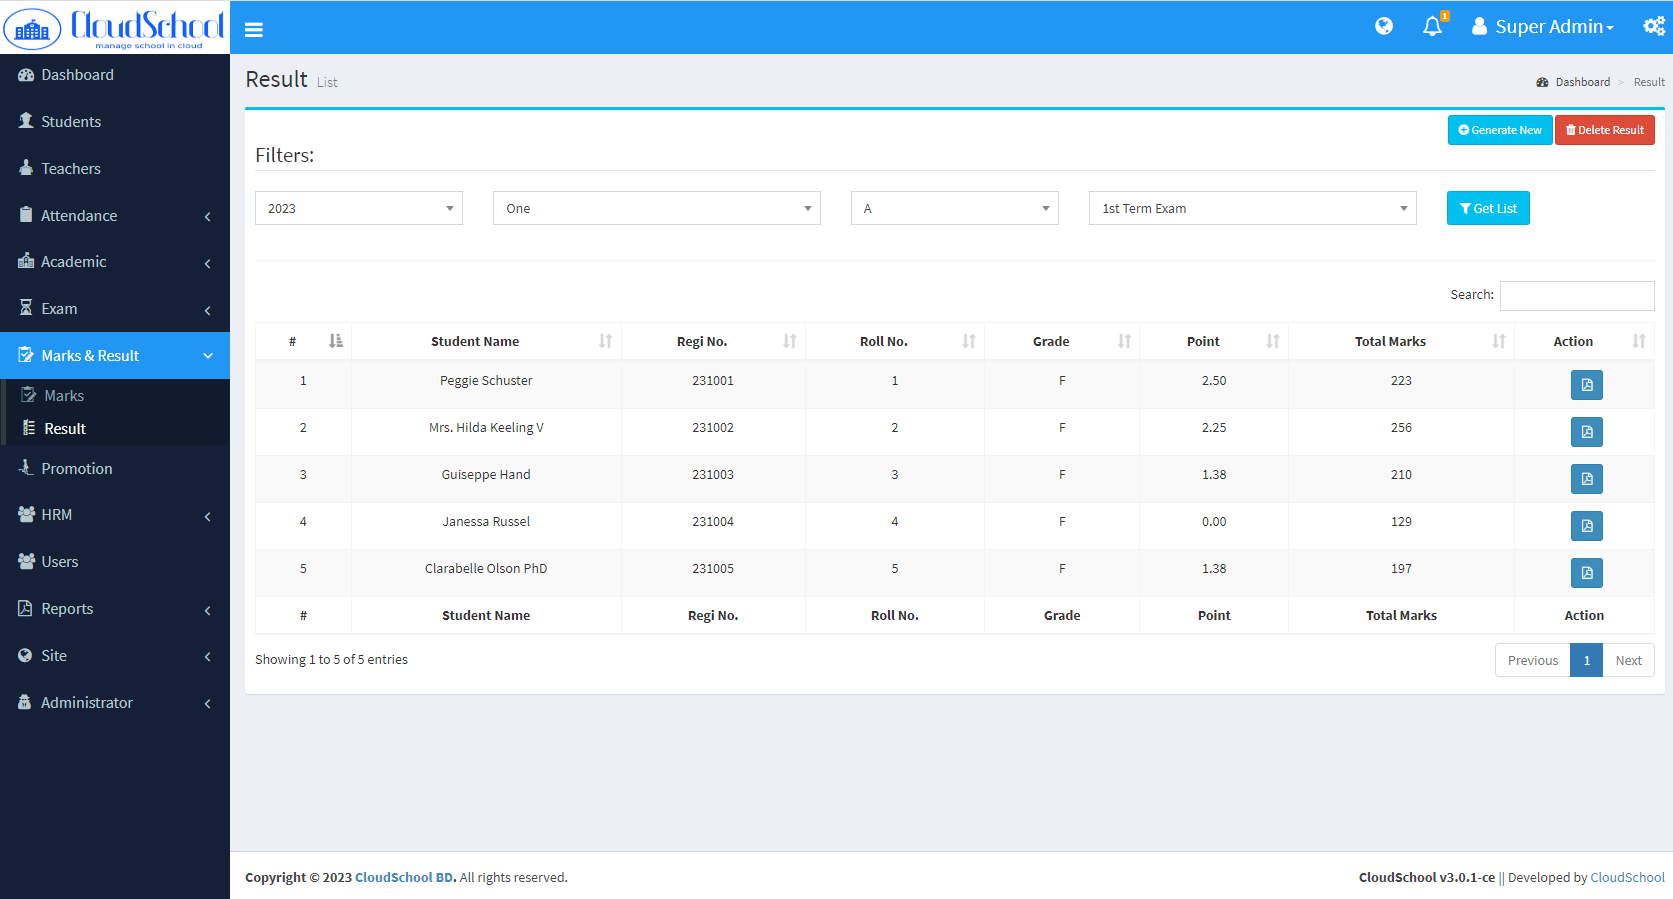 CloudSchool
manage school in cloud
1
Super Admin
Dashboard
Students
Teachers
Attendance
Academic
Exam
Marks & Result
Marks
Result
Promotion
HRM
Users
Reports
Site
Administrator
Result List
Dashboard > Result
Generate New Delete Result
Filters:
2023 One A 1st Term Exam Get List
Search:
# Student Name Regi No. Roll No. Grade Point Total Marks Action
1 Peggie Schuster 231001 1 F 2.50 223
2 Mrs. Hilda Keeling V 231002 2 F 2.25 256
3 Guiseppe Hand 231003 3 F 1.38 210
4 Janessa Russel 231004 4 F 0.00 129
5 Clarabelle Olson PhD 231005 5 F 1.38 197
# Student Name Regi No. Roll No. Grade Point Total Marks Action
Showing 1 to 5 of 5 entries
Previous 1 Next
Copyright © 2023 CloudSchool BD. All rights reserved.
CloudSchool v3.0.1-ce || Developed by CloudSchool